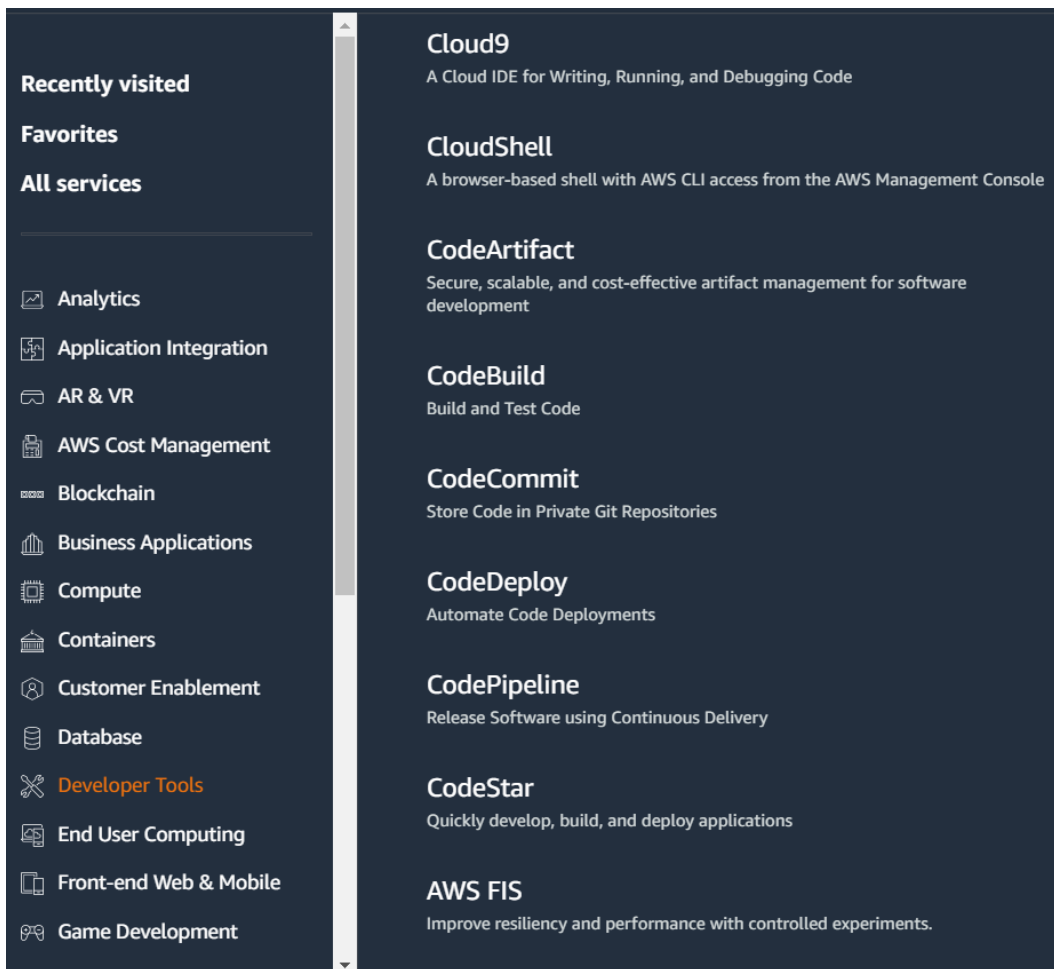 Recently visited
Favorites
All services
Analytics
Application Integration
AR & VR
AWS Cost Management
Blockchain
Business Applications
Compute
Containers
Customer Enablement
Database
Developer Tools
End User Computing
Front-end Web & Mobile
Game Development
Cloud9
A Cloud IDE for Writing, Running, and Debugging Code
CloudShell
A browser-based shell with AWS CLI access from the AWS Management Console
CodeArtifact
Secure, scalable, and cost-effective artifact management for software
development
CodeBuild
Build and Test Code
CodeCommit
Store Code in Private Git Repositories
CodeDeploy
Automate Code Deployments
CodePipeline
Release Software using Continuous Delivery
CodeStar
Quickly develop, build, and deploy applications
AWS FIS
Improve resiliency and performance with controlled experiments.